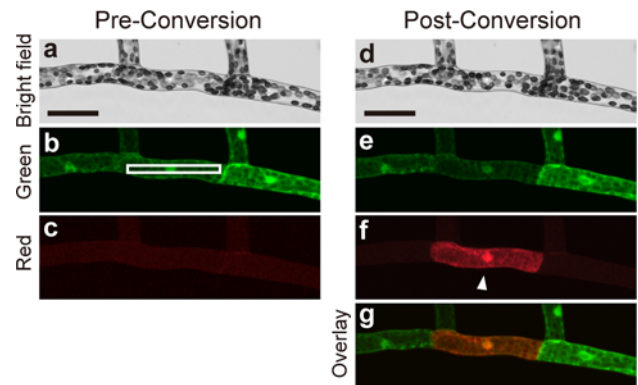 Pre-Conversion
Post-Conversion
Bright field
a
d
Green
b
e
Red
c
f
Overlay
g